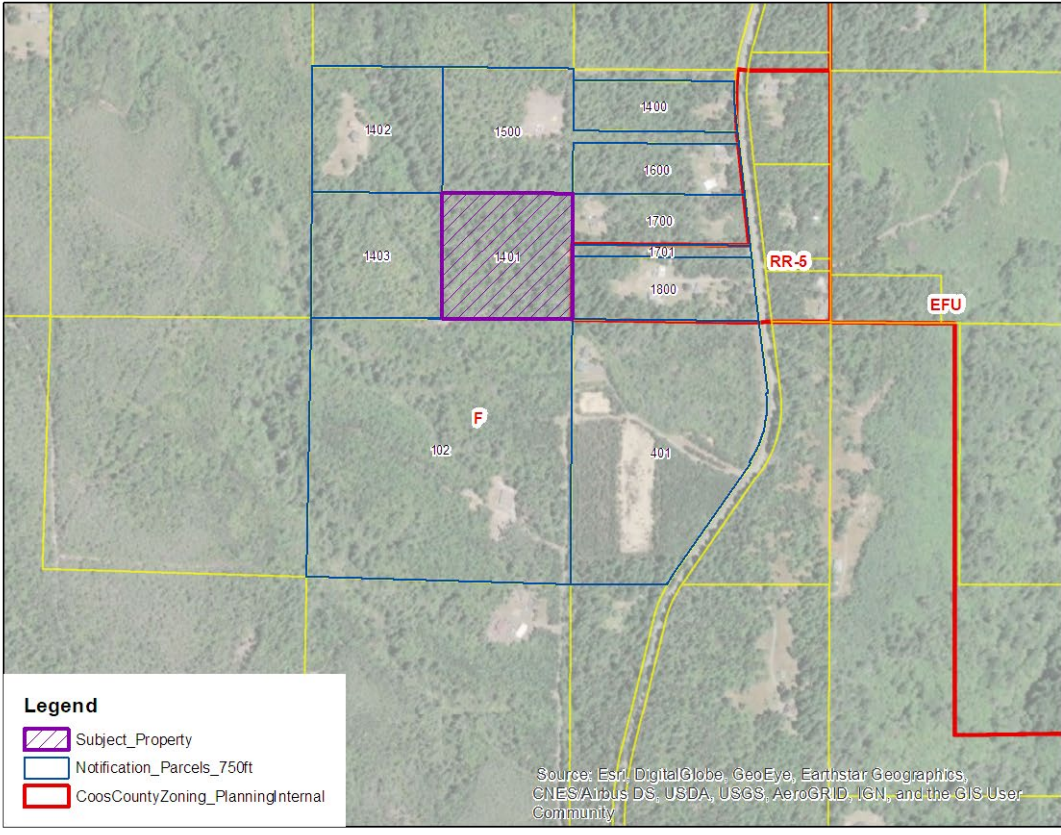 1400
1402
1500
1600
1700
1701
1403
1401
1800
RR-5
EFU
F
102
401
Legend
Subject_Property
Notification_Parcels_750ft
CoosCountyZoning_PlanningInternal
Source: Esri, DigitalGlobe, GeoEye, Earthstar Geographics,
CNES/Airbus DS, USDA, USGS, AeroGRID, IGN, and the GIS User
Community